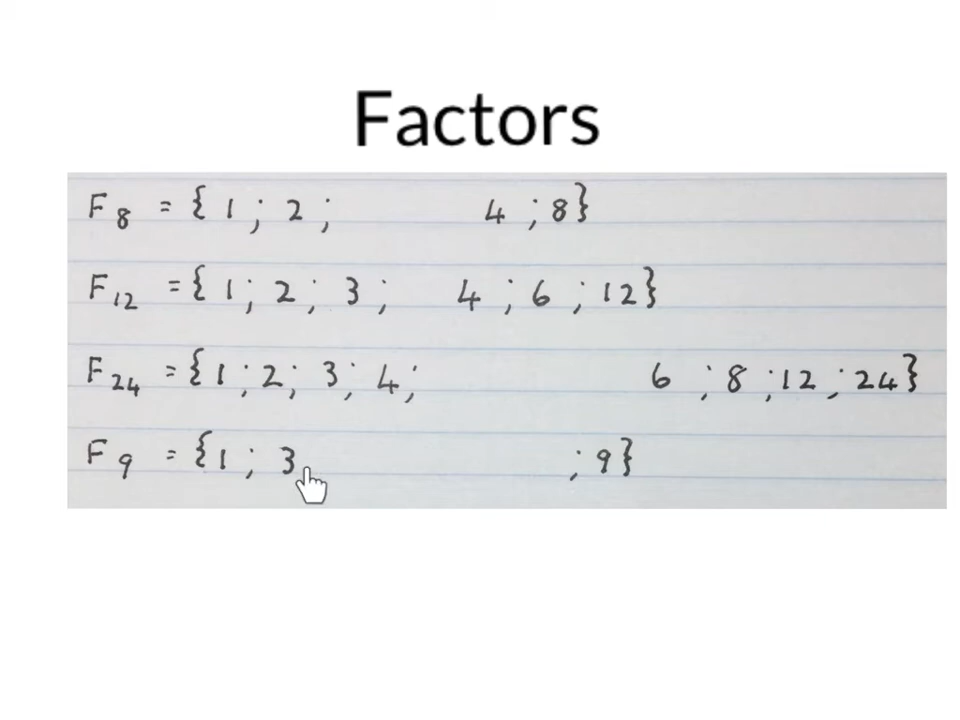 Factors
F8 = {1; 2; 4; 8}
F12 = {1; 2; 3; 4; 6; 12}
F24 = {1; 2; 3; 4; 6; 8; 12; 24}
F9 = {1; 3; 9}